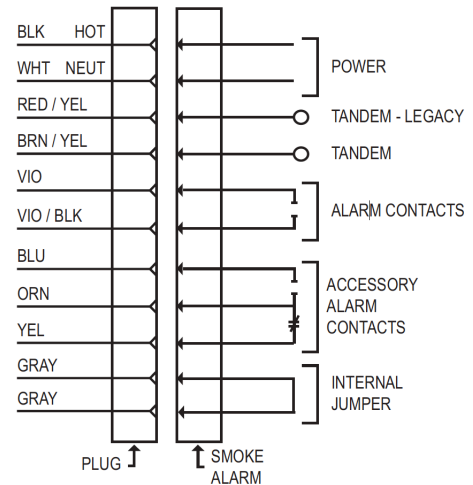 BLK HOT
POWER
WHT NEUT
RED / YEL
TANDEM - LEGACY
BRN / YEL
TANDEM
VIO
ALARM CONTACTS
VIO / BLK
BLU
ACCESSORY
ALARM
CONTACTS
ORN
YEL
GRAY
INTERNAL
JUMPER
GRAY
PLUG
SMOKE
ALARM